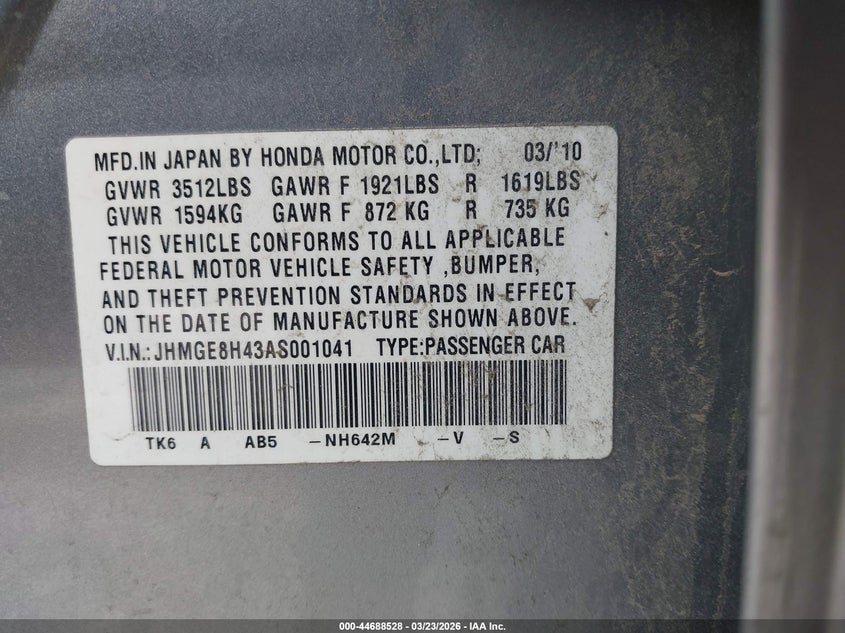 MFD.IN JAPAN BY HONDA MOTOR CO.,LTD; 03/'10
GVWR 3512LBS GAWR F 1921LBS R 1619LBS
GVWR 1594KG GAWR F 872 KG R 735 KG
THIS VEHICLE CONFORMS TO ALL APPLICABLE
FEDERAL MOTOR VEHICLE SAFETY ,BUMPER,
AND THEFT PREVENTION STANDARDS IN EFFECT
ON THE DATE OF MANUFACTURE SHOWN ABOVE.
V.I.N.:JHMGE8H43AS001041 TYPE:PASSENGER CAR
TK6 A AB5 -NH642M -V -S
000-44688528 - 03/23/2026 - IAA Inc.